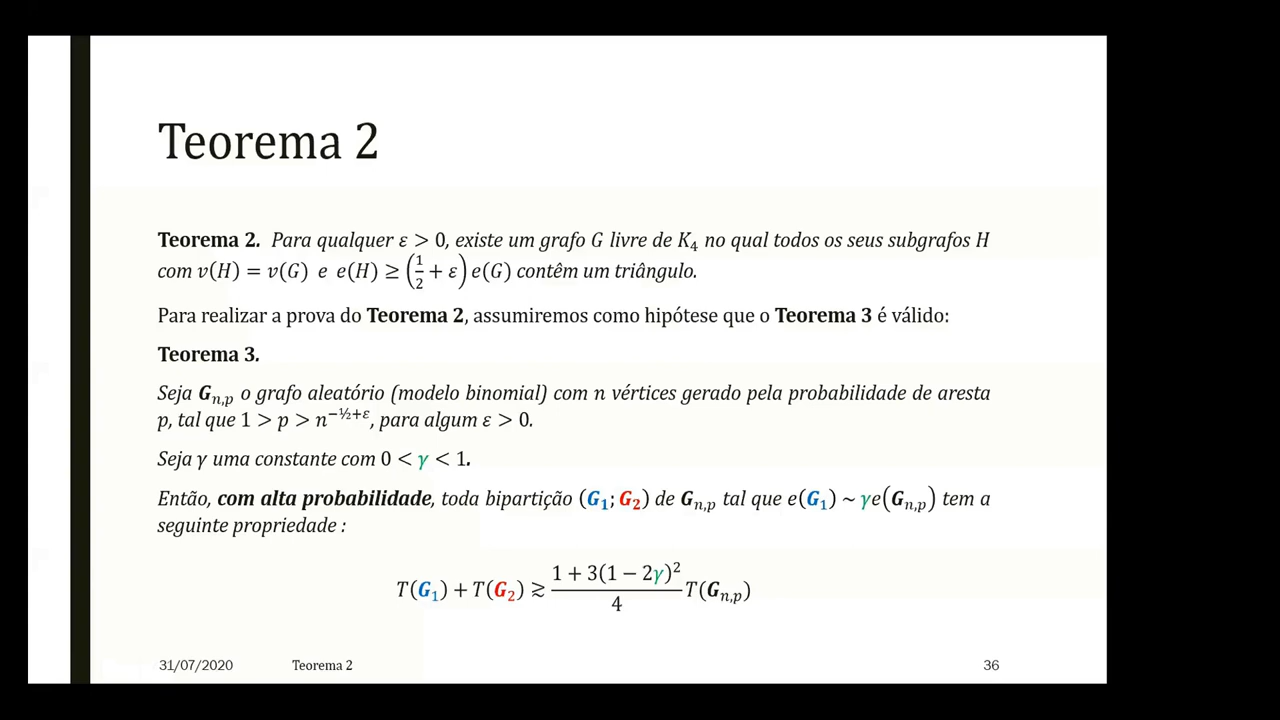 Teorema 2
Teorema 2. Para qualquer ε > 0, existe um grafo G livre de K₄ no qual todos os seus subgrafos H
com v(H) = v(G) e e(H) ≥ (1/2 + ε) e(G) contêm um triângulo.
Para realizar a prova do Teorema 2, assumiremos como hipótese que o Teorema 3 é válido:
Teorema 3.
Seja G_{n,p} o grafo aleatório (modelo binomial) com n vértices gerado pela probabilidade de aresta
p, tal que 1 > p > n^{-½+ε}, para algum ε > 0.
Seja γ uma constante com 0 < γ < 1.
Então, com alta probabilidade, toda bipartição (G₁; G₂) de G_{n,p} tal que e(G₁) ~ γe(G_{n,p}) tem a
seguinte propriedade :
T(G₁) + T(G₂) ≳ (1 + 3(1 − 2γ)²)/4 T(G_{n,p})
31/07/2020 Teorema 2 36